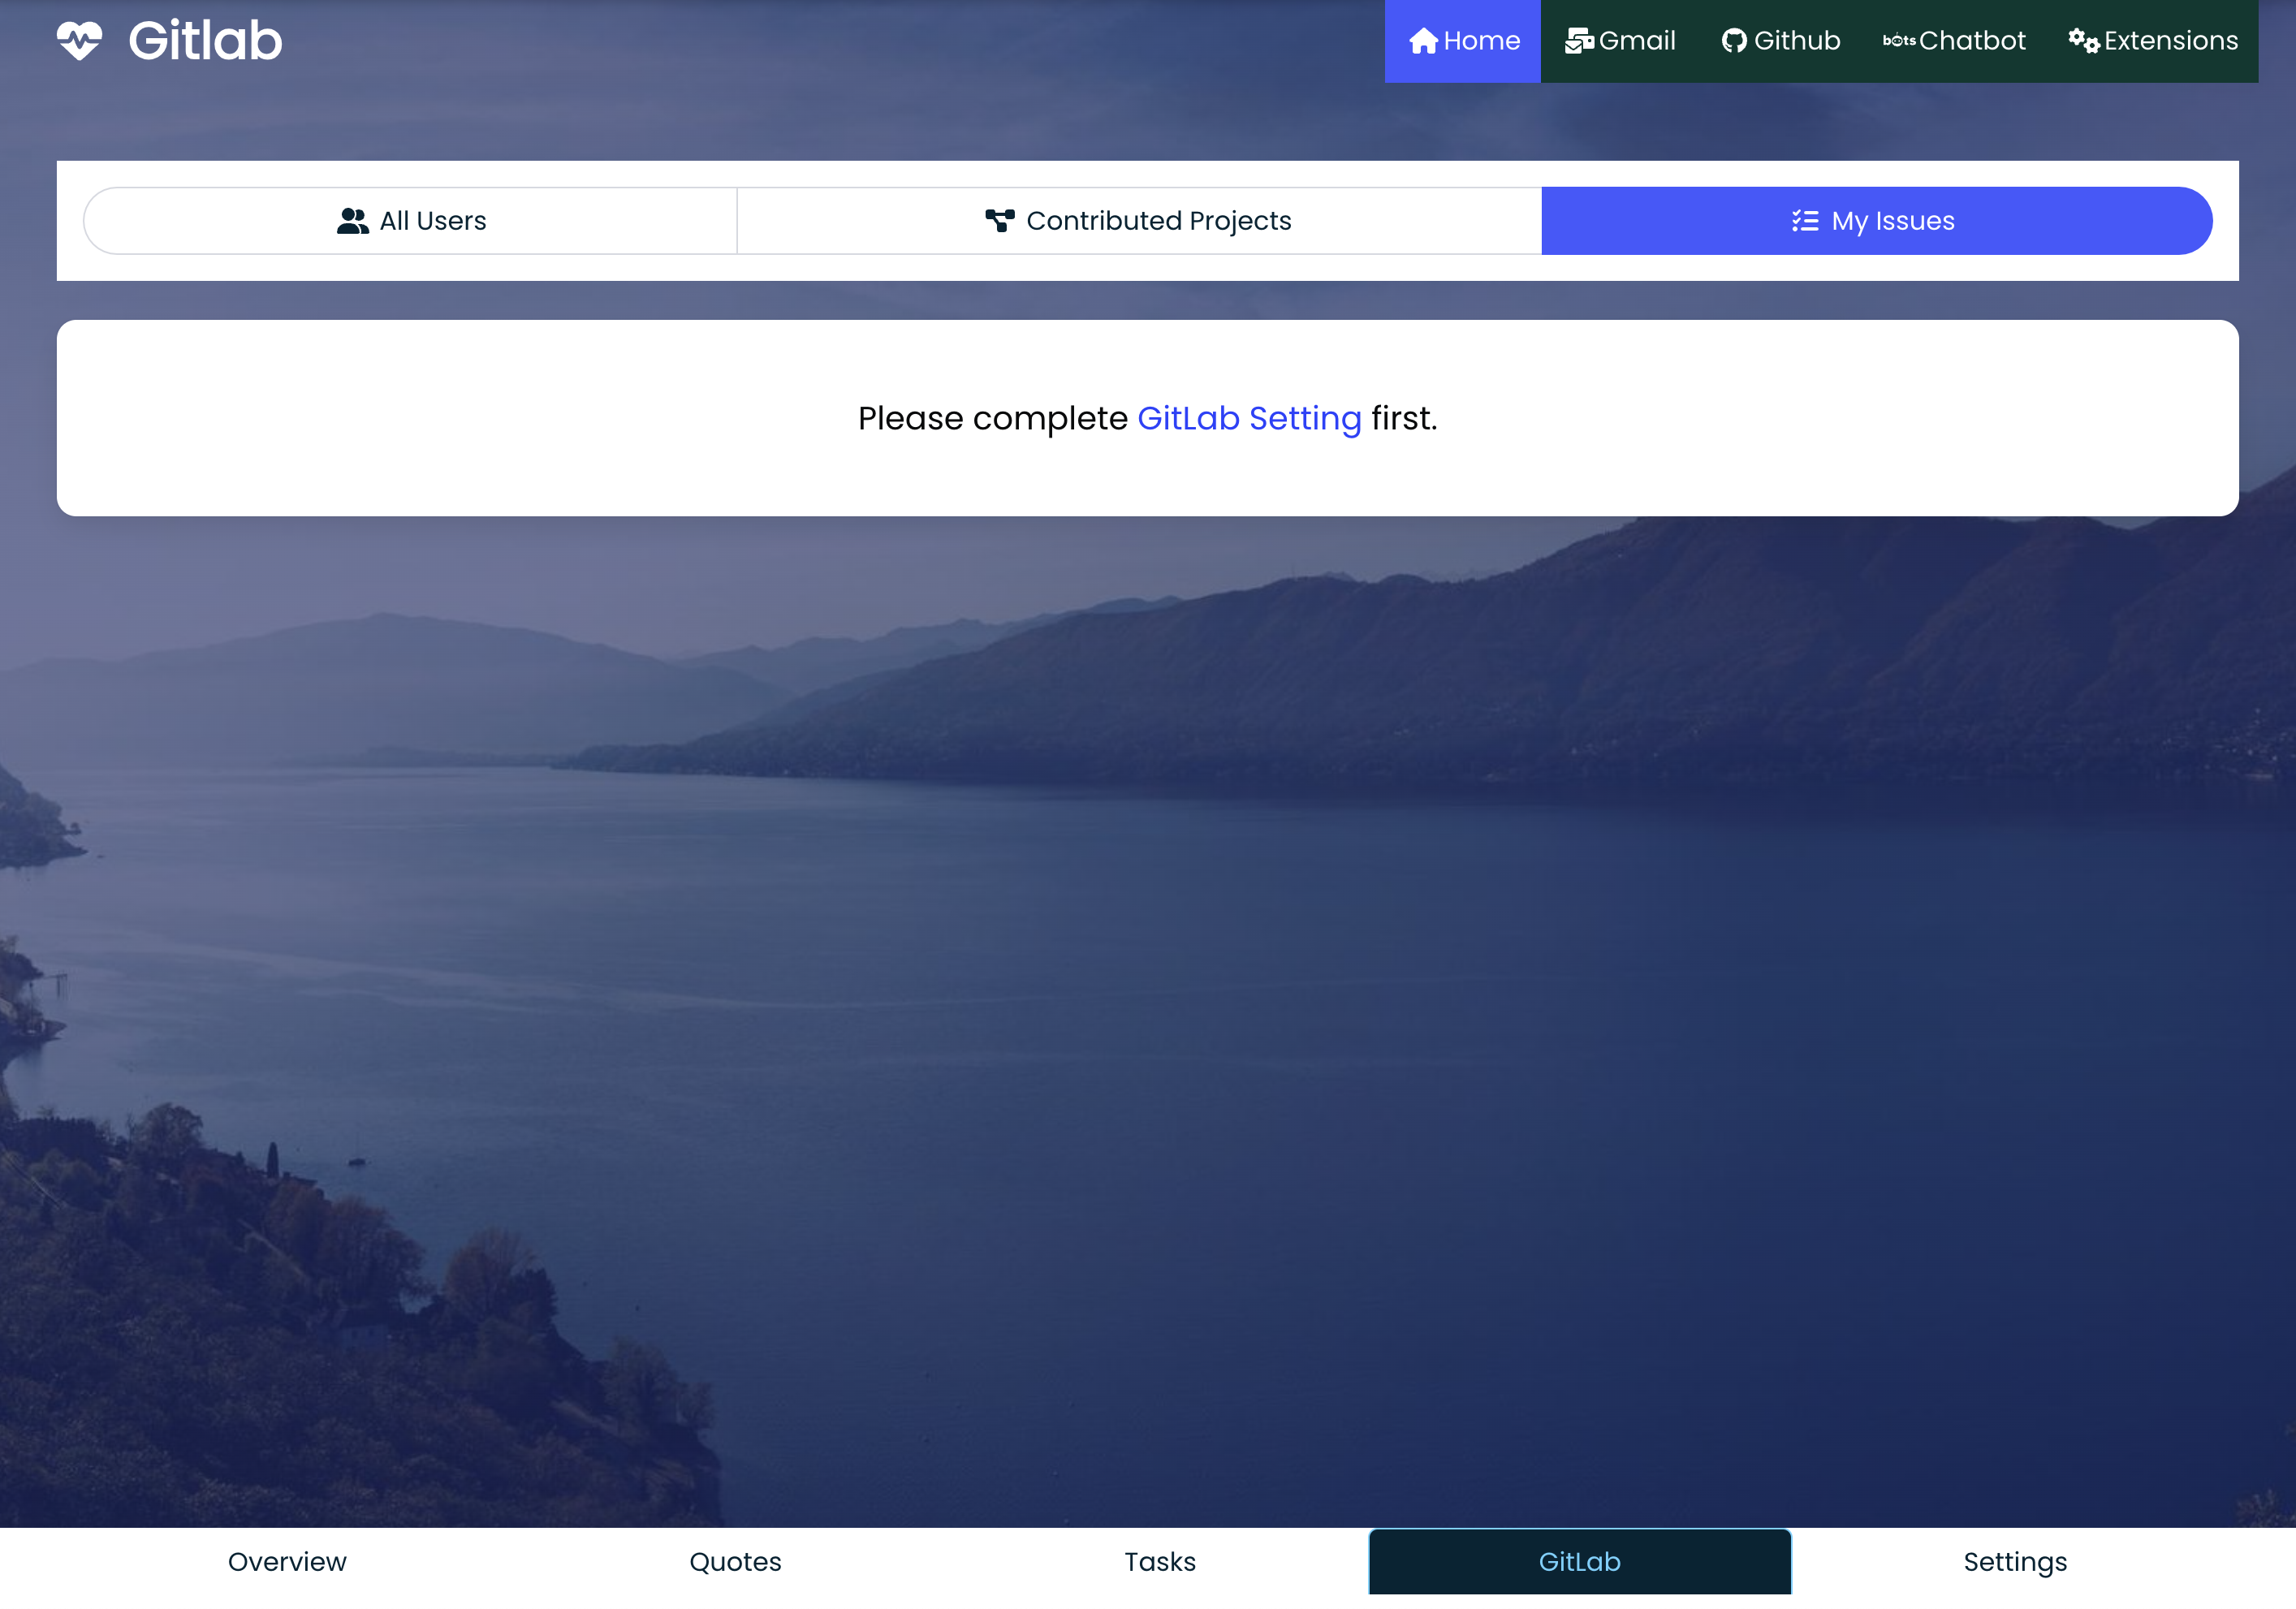 Gitlab
Home Gmail Github bots Chatbot Extensions
All Users Contributed Projects My Issues
Please complete GitLab Setting first.
Overview Quotes Tasks GitLab Settings